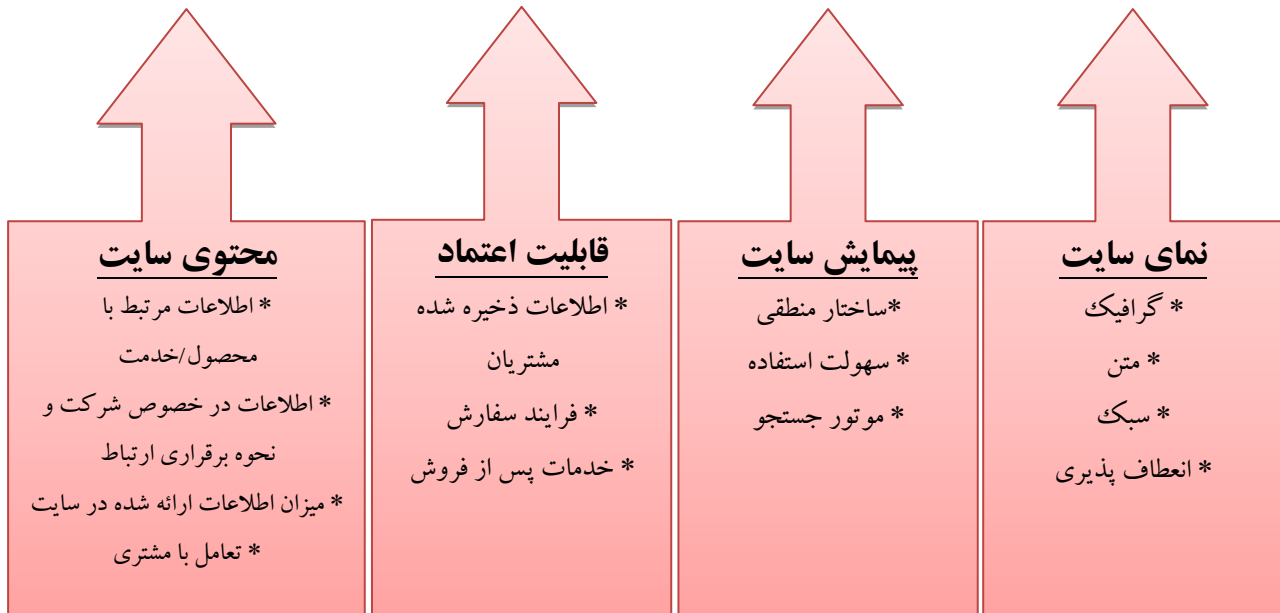 نمای سایت
* گرافیک
* متن
* سبک
* انعطاف پذیری
پیمایش سایت
*ساختار منطقی
* سهولت استفاده
* موتور جستجو
قابلیت اعتماد
* اطلاعات ذخیره شده
مشتریان
* فرایند سفارش
* خدمات پس از فروش
محتوی سایت
* اطلاعات مرتبط با
محصول/خدمت
* اطلاعات در خصوص شرکت و
نحوه برقراری ارتباط
* میزان اطلاعات ارائه شده در سایت
* تعامل با مشتری